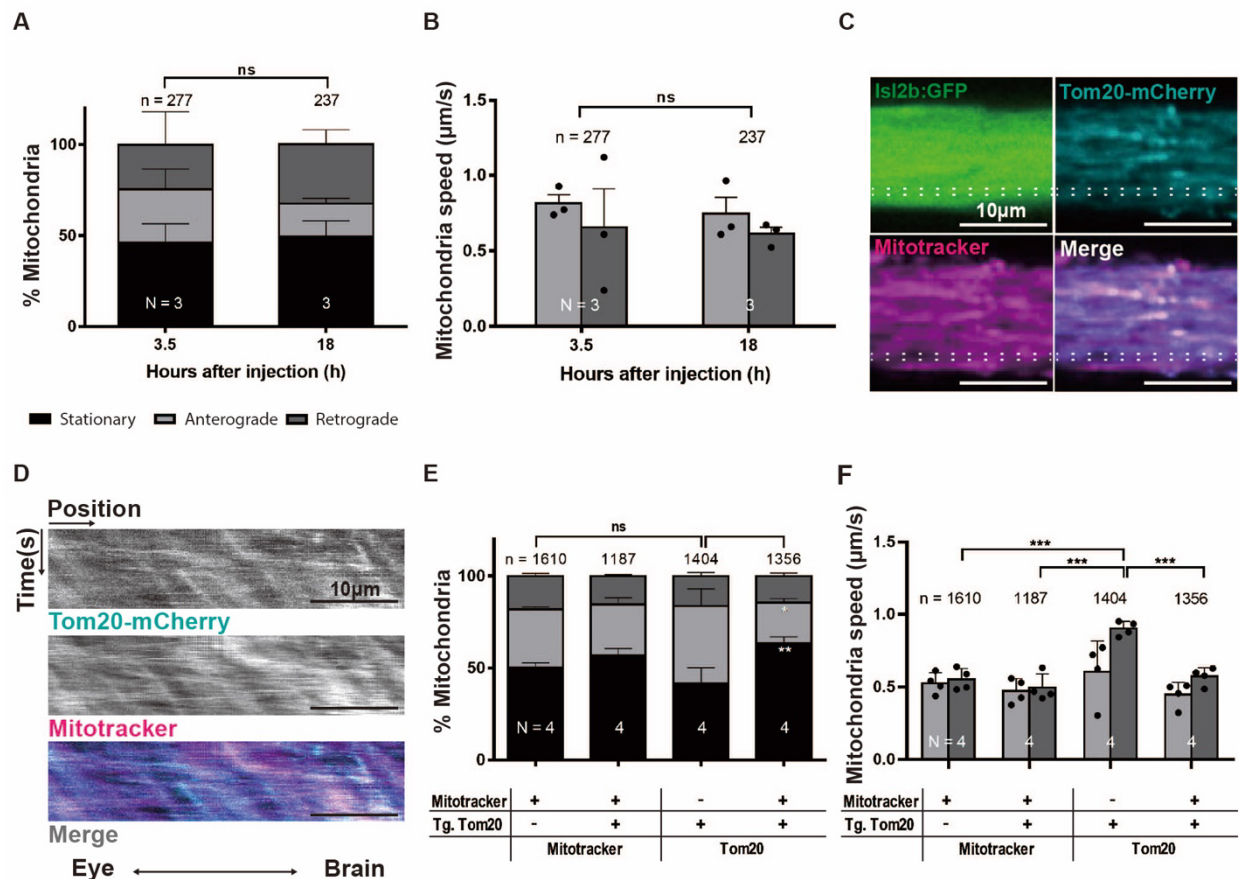 A
ns
n = 277
237
100
50
0
% Mitochondria
N = 3
3
3.5
18
Hours after injection (h)
Stationary
Anterograde
Retrograde
B
ns
n = 277
237
1.5
1.0
0.5
0.0
Mitochondria speed (µm/s)
N = 3
3
3.5
18
Hours after injection (h)
C
Isl2b:GFP
Tom20-mCherry
10µm
Mitotracker
Merge
D
Position
Time(s)
10µm
Tom20-mCherry
Mitotracker
Merge
Eye
Brain
E
ns
*
n = 1610
1187
1404
1356
100
50
0
% Mitochondria
*
**
N = 4
4
4
4
Mitotracker + + - +
Tg. Tom20 - + + +
Mitotracker Tom20
F
***
***
***
n = 1610
1187
1404
1356
1.5
1.0
0.5
0.0
Mitochondria speed (µm/s)
N = 4
4
4
4
Mitotracker + + - +
Tg. Tom20 - + + +
Mitotracker Tom20